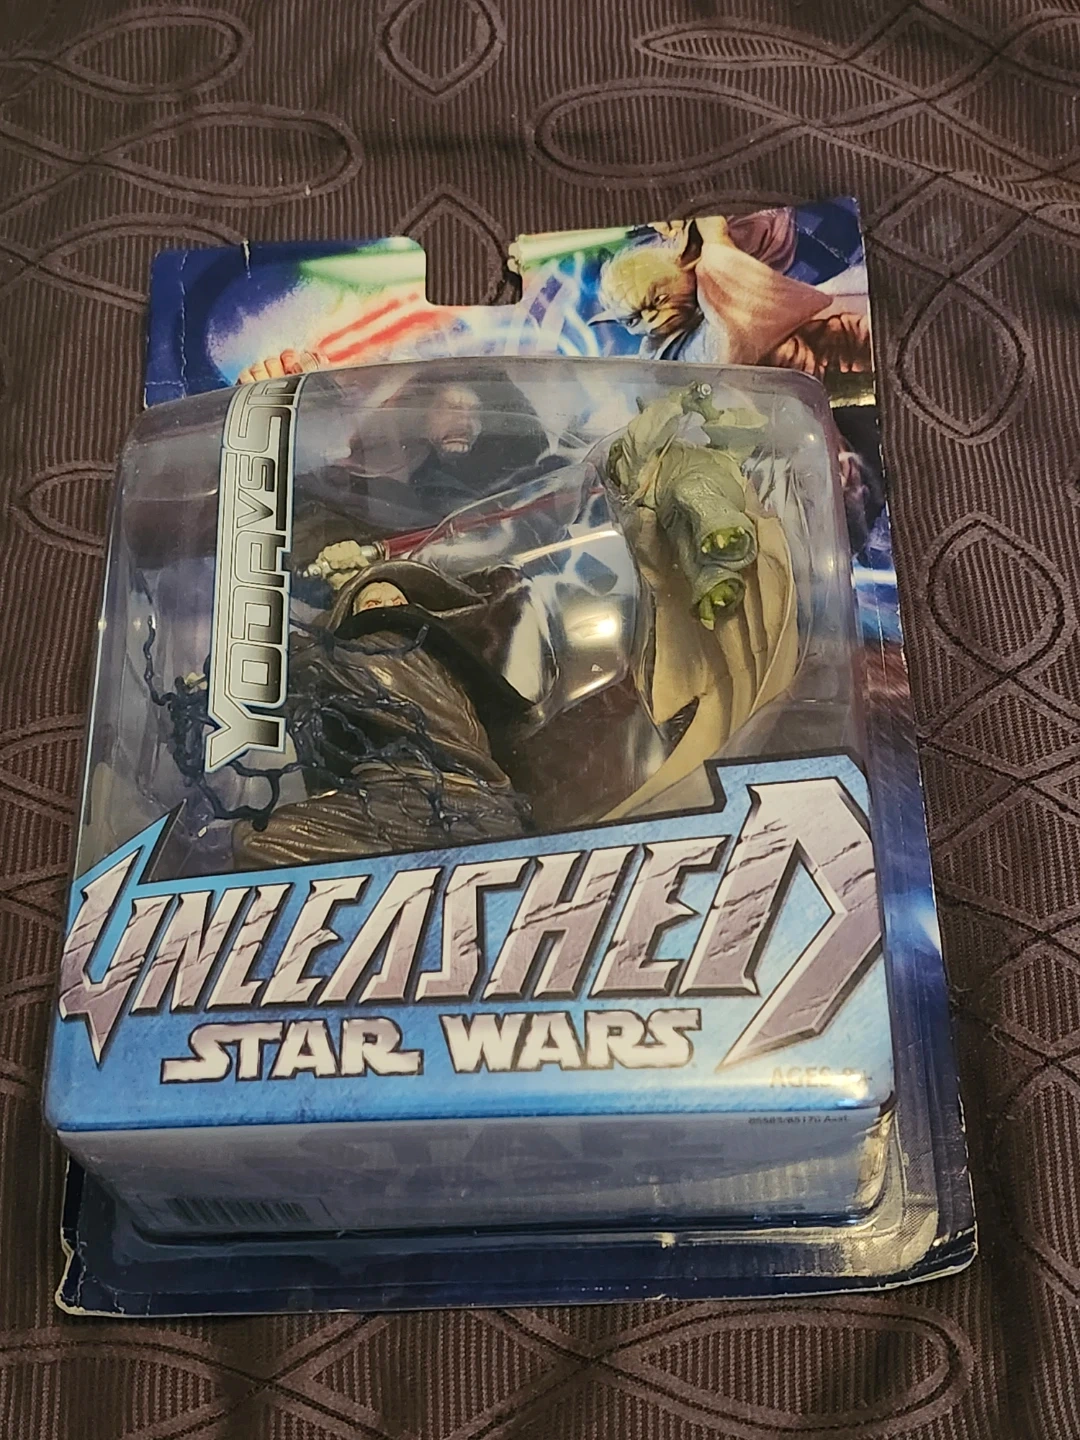 YODA VS SI
UNLEASHED
STAR WARS
AGES